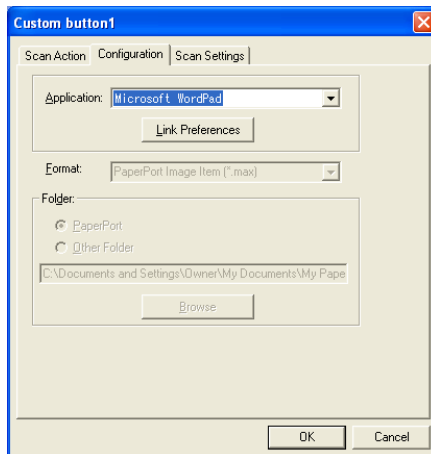 Custom button1
Scan Action Configuration Scan Settings
Application: Microsoft WordPad
Link Preferences
Format: PaperPort Image Item (*.max)
Folder:
PaperPort
Other Folder
C:\Documents and Settings\Owner\My Documents\My Pape
Browse
OK Cancel